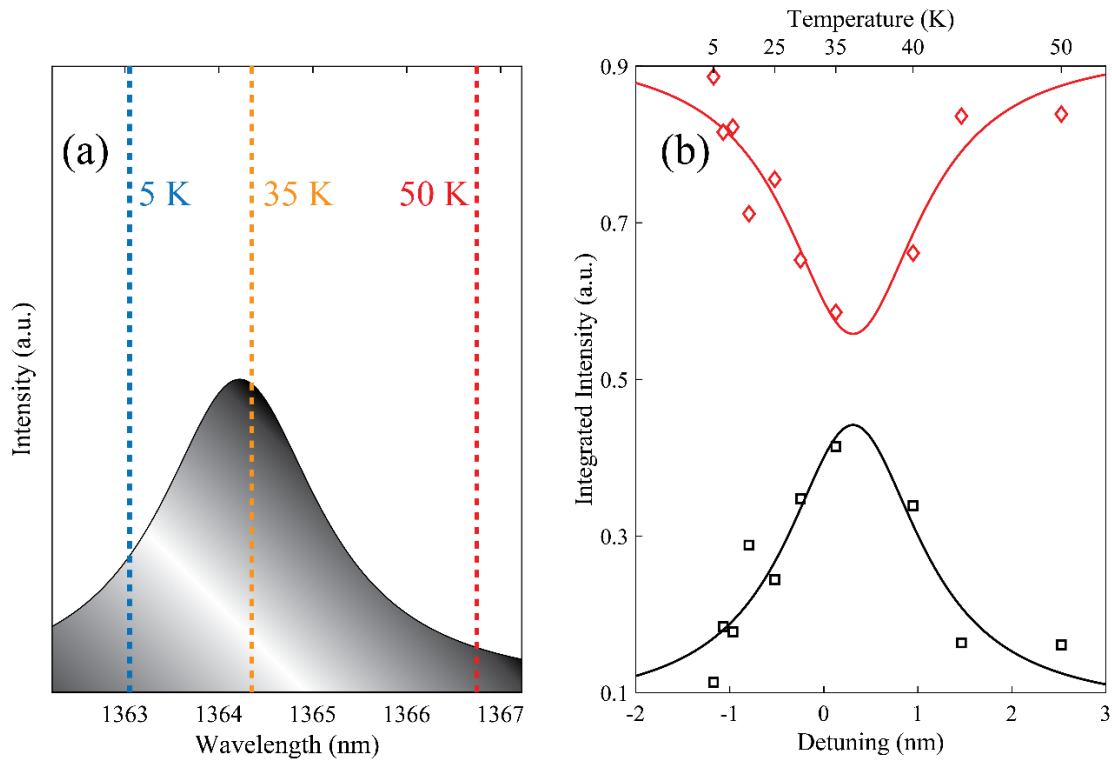 (a)
5 K
35 K
50 K
Intensity (a.u.)
1363
1364
1365
1366
1367
Wavelength (nm)
Temperature (K)
5
25
35
40
50
(b)
0.9
0.7
0.5
0.3
0.1
Integrated Intensity (a.u.)
-2
-1
0
1
2
3
Detuning (nm)